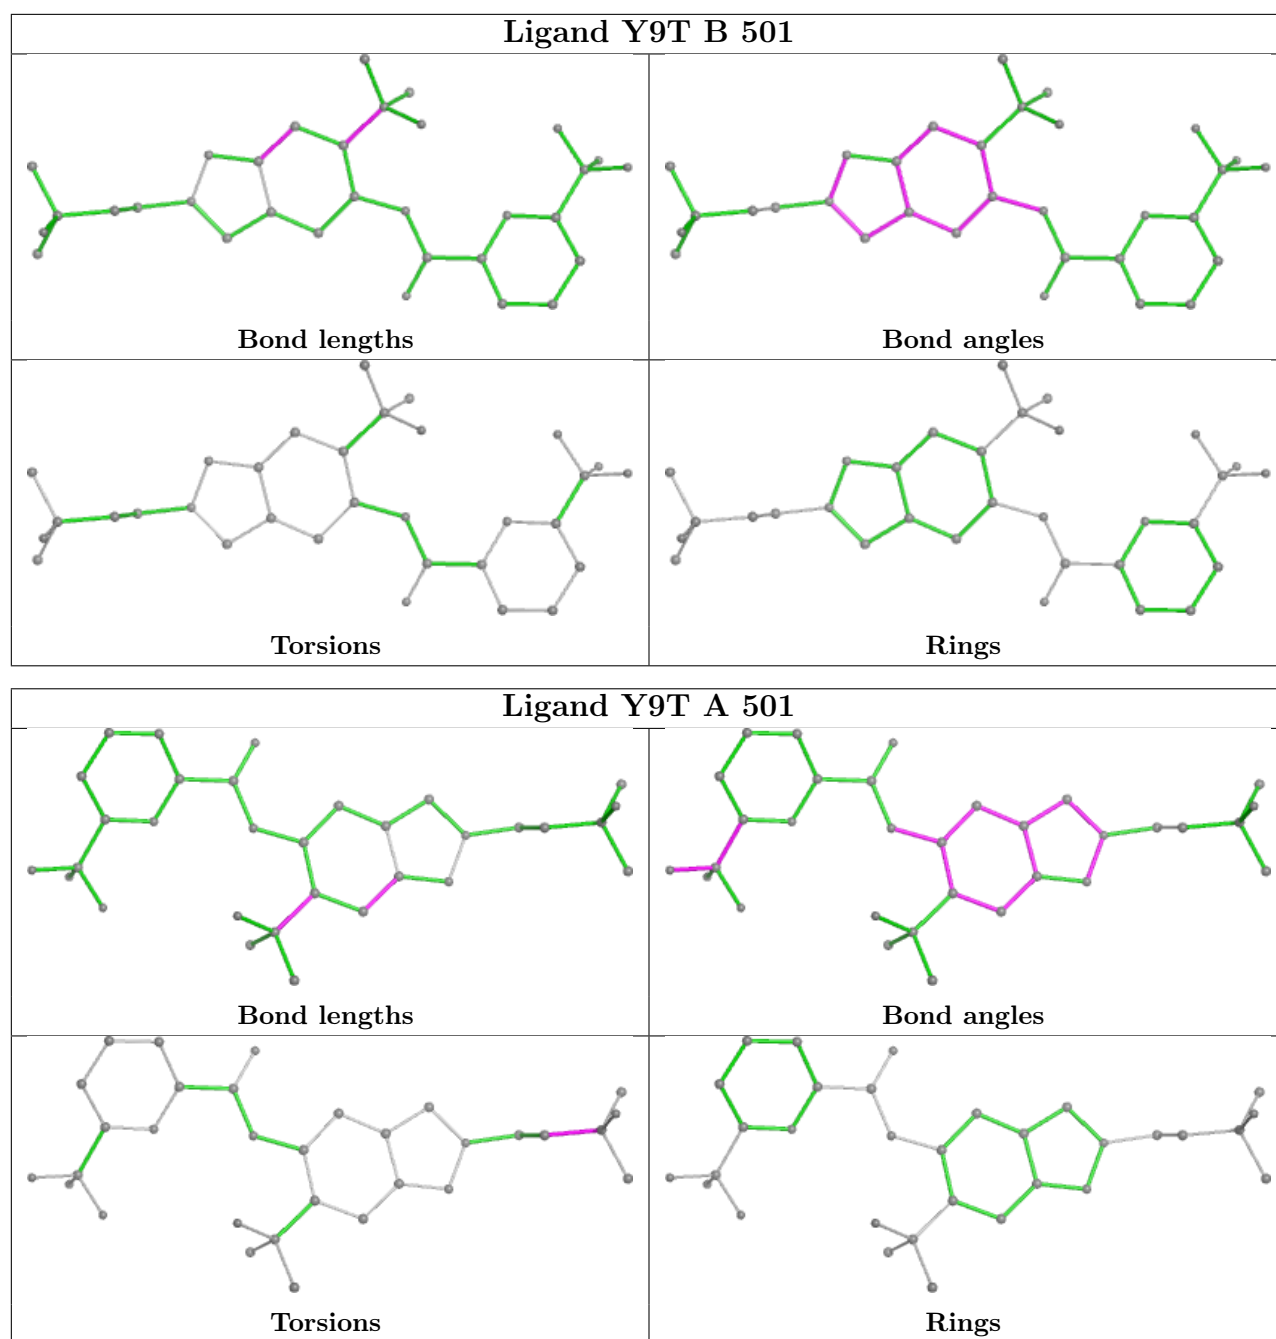 Ligand Y9T B 501
Bond lengths
Bond angles
Torsions
Rings
Ligand Y9T A 501
Bond lengths
Bond angles
Torsions
Rings